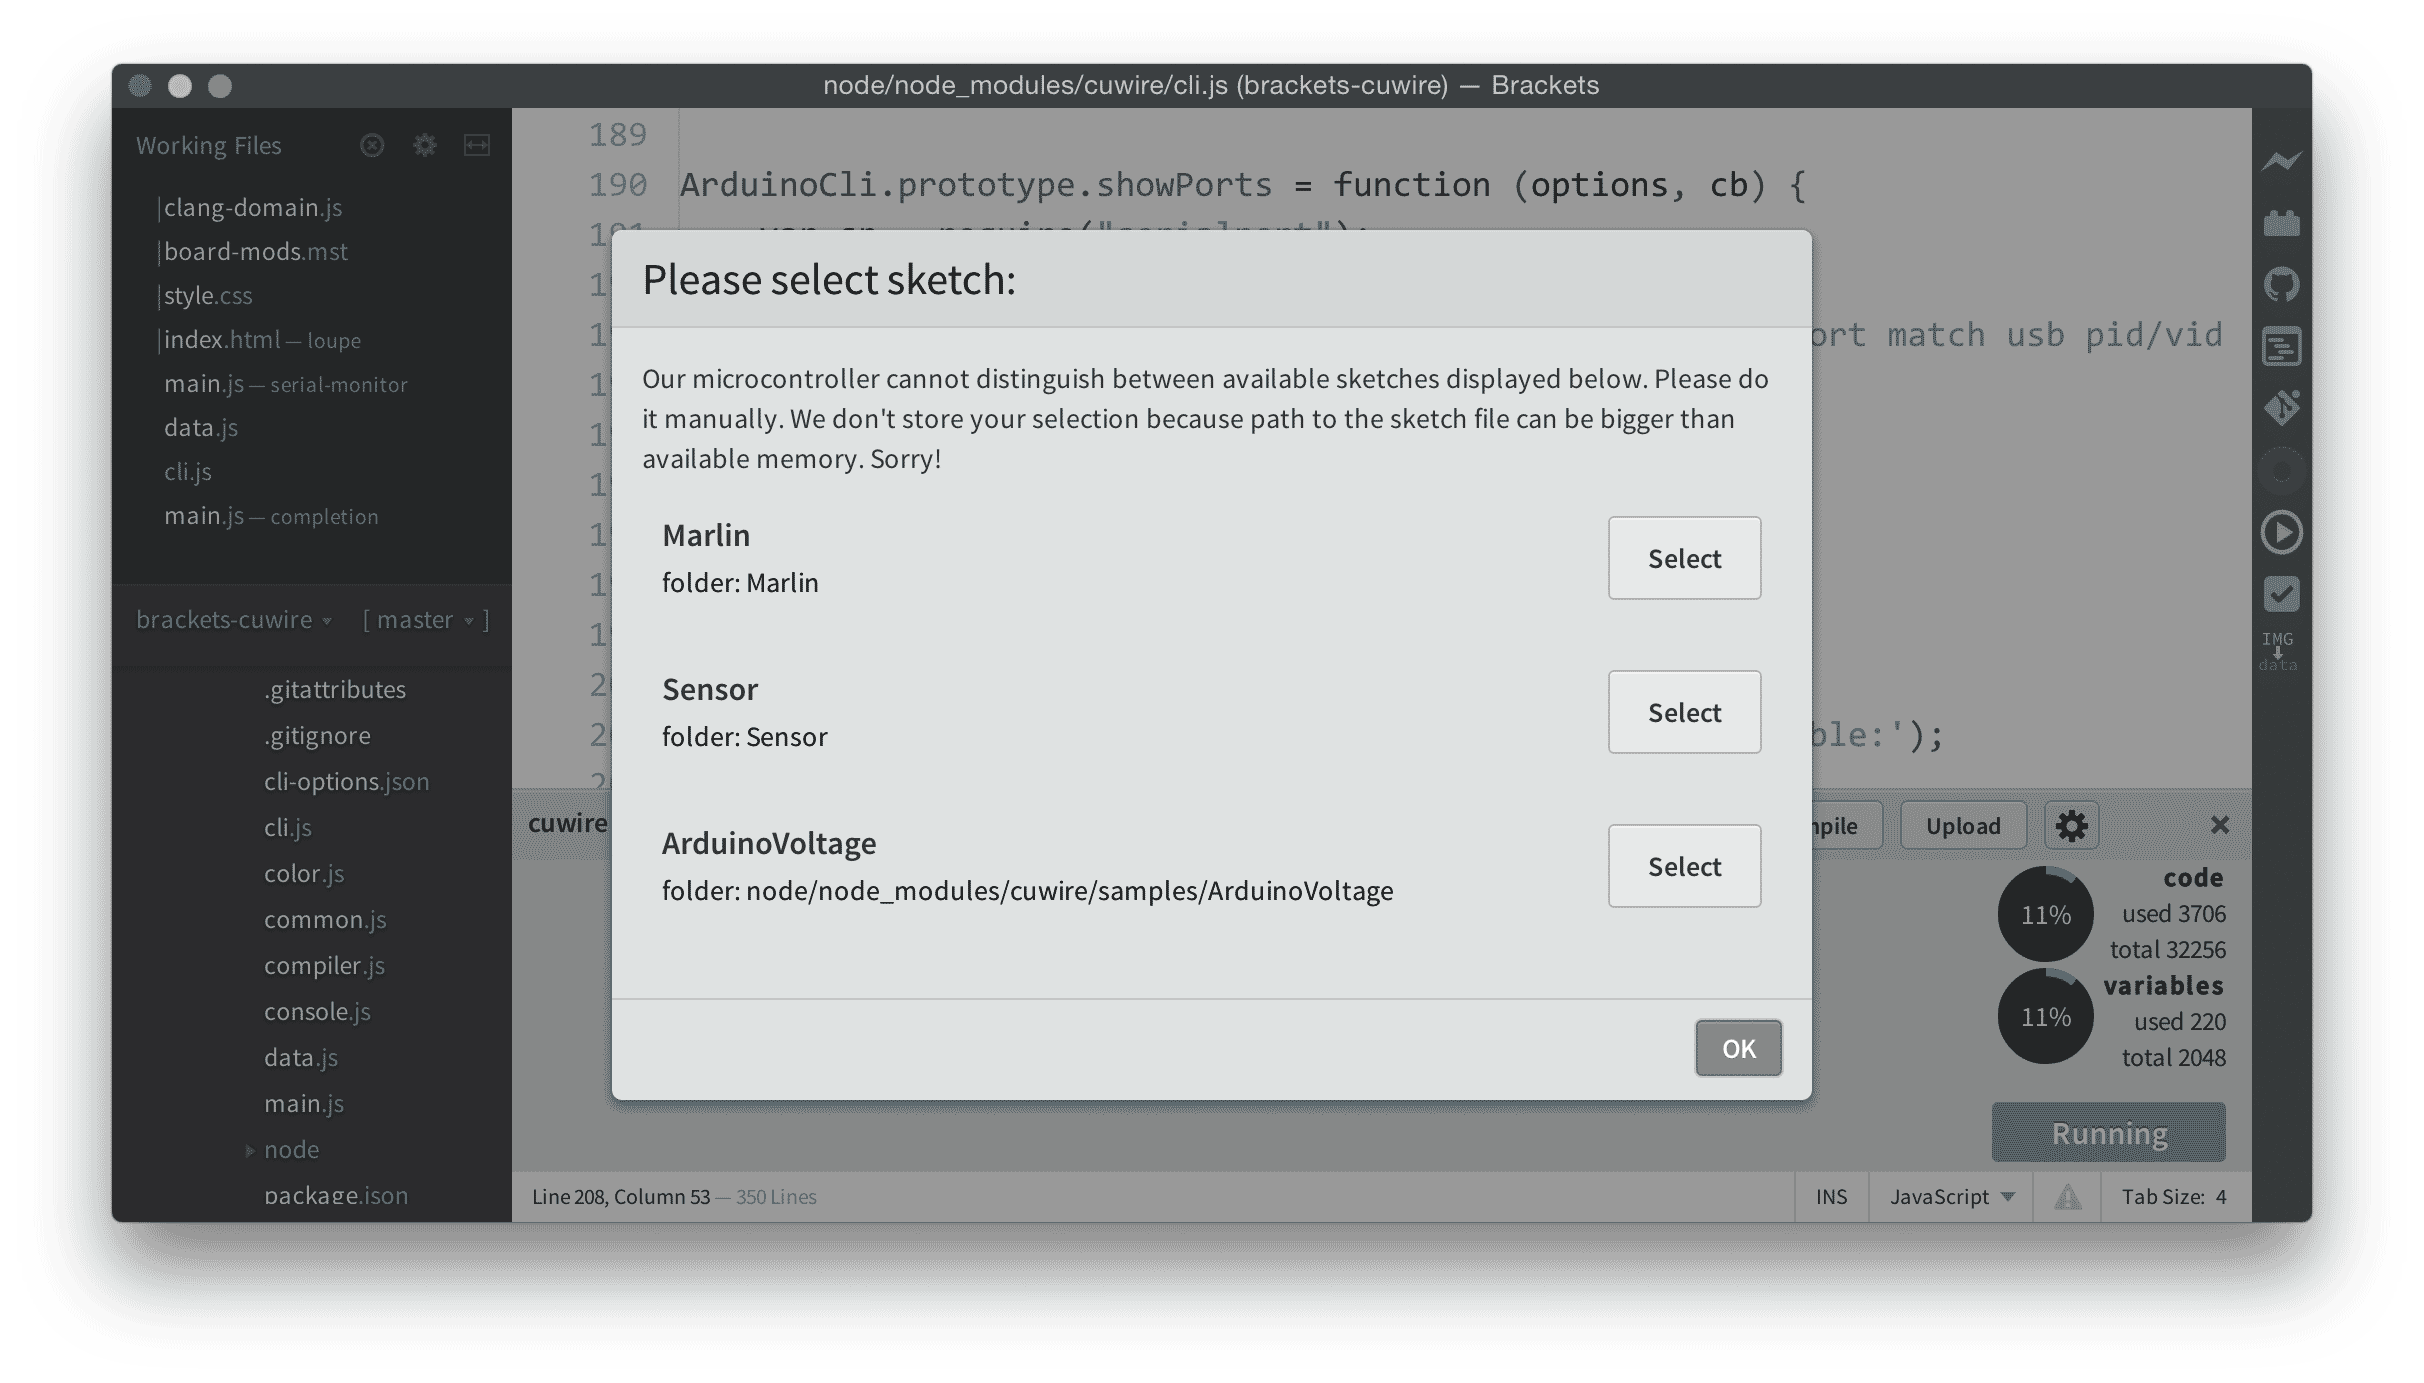 node/node_modules/cuwire/cli.js (brackets-cuwire) — Brackets
Working Files
clang-domain.js
board-mods.mst
style.css
index.html — loupe
main.js — serial-monitor
data.js
cli.js
main.js — completion
brackets-cuwire [ master ]
.gitattributes
.gitignore
cli-options.json
cli.js
color.js
common.js
compiler.js
console.js
data.js
main.js
node
package.json
189
190 ArduinoCli.prototype.showPorts = function (options, cb) {
191
ort match usb pid/vid
ble:');
Please select sketch:
Our microcontroller cannot distinguish between available sketches displayed below. Please do
it manually. We don't store your selection because path to the sketch file can be bigger than
available memory. Sorry!
Marlin
folder: Marlin
Select
Sensor
folder: Sensor
Select
ArduinoVoltage
folder: node/node_modules/cuwire/samples/ArduinoVoltage
Select
OK
cuwire
mpile
Upload
11%
code
used 3706
total 32256
11%
variables
used 220
total 2048
Running
Line 208, Column 53 — 350 Lines
INS
JavaScript
Tab Size: 4
IMG
data